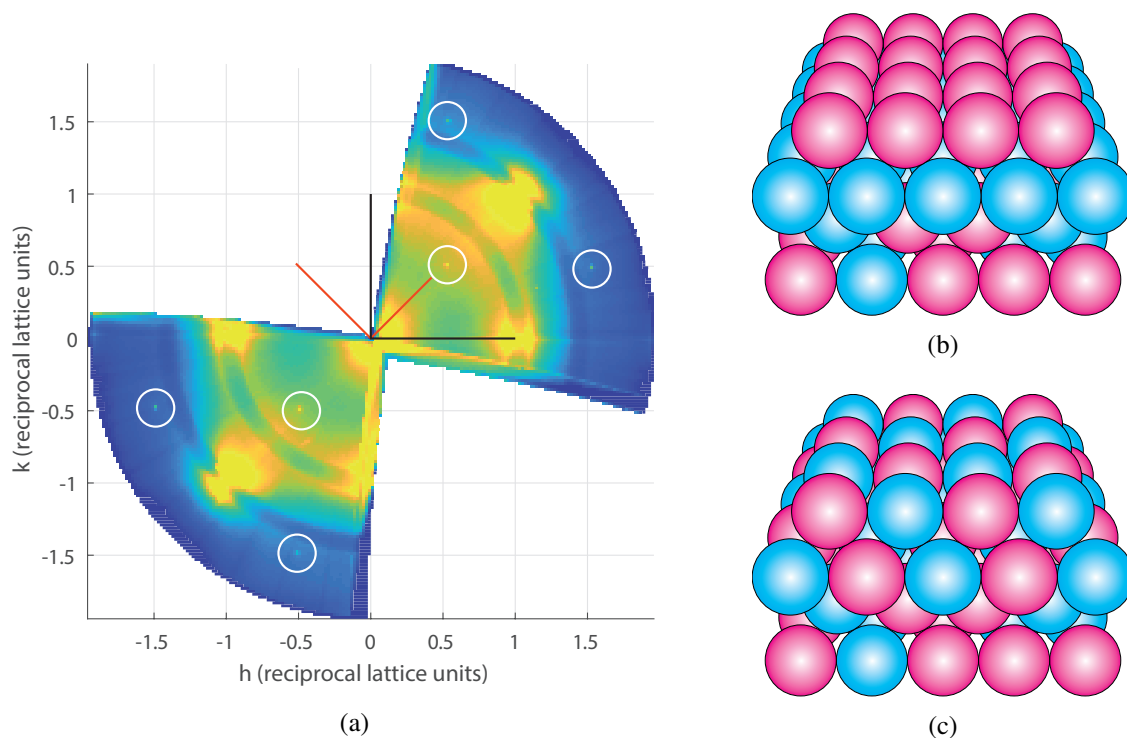 1.5
1
0.5
0
-0.5
-1
-1.5
k (reciprocal lattice units)
-1.5
-1
-0.5
0
0.5
1
1.5
h (reciprocal lattice units)
(a)
(b)
(c)